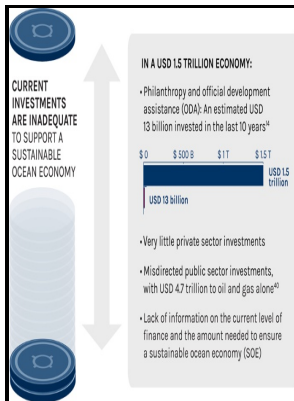 CURRENT
INVESTMENTS
ARE INADEQUATE
TO SUPPORT A
SUSTAINABLE
OCEAN ECONOMY
IN A USD 1.5 TRILLION ECONOMY:
• Philanthropy and official development
assistance (ODA): An estimated USD
13 billion invested in the last 10 years¹⁴
$ 0 $ 500 B $ 1 T $ 1.5 T
USD 1.5
trillion
USD 13 billion
• Very little private sector investments
• Misdirected public sector investments,
with USD 4.7 trillion to oil and gas alone⁴⁰
• Lack of information on the current level of
finance and the amount needed to ensure
a sustainable ocean economy (SOE)